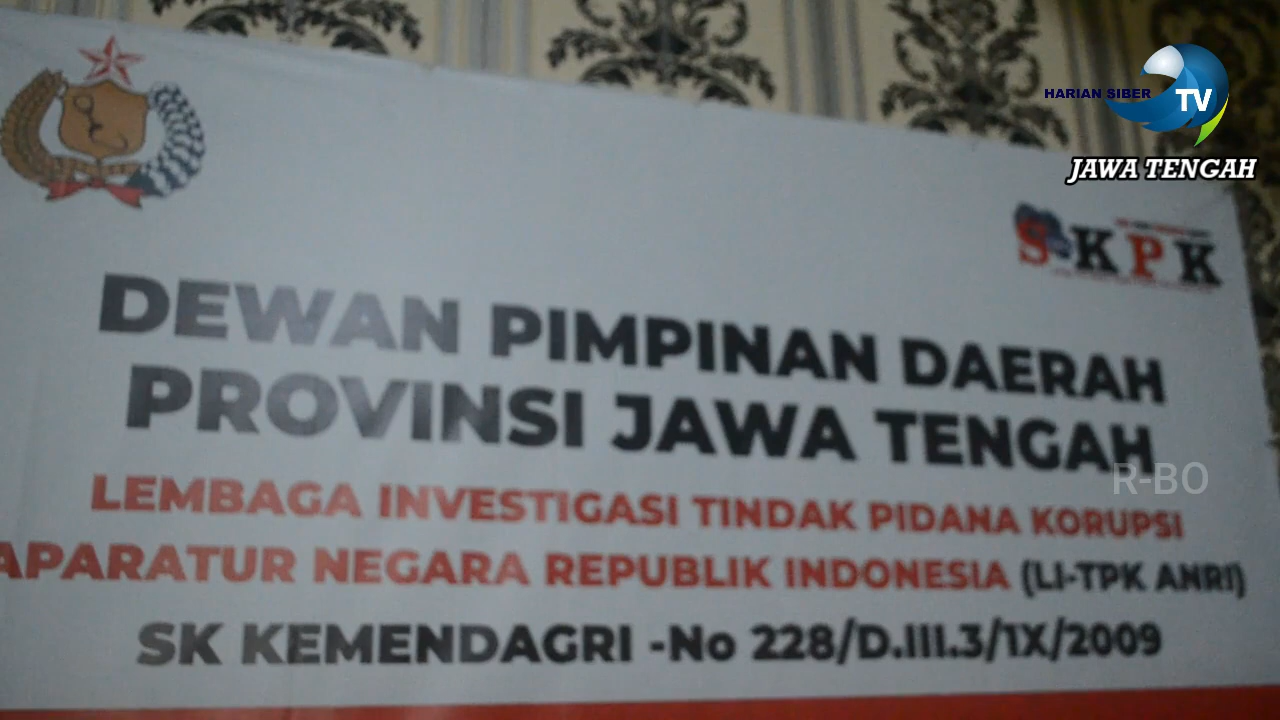 HARIAN SIBER TV
JAWA TENGAH
SKPK
DEWAN PIMPINAN DAERAH
PROVINSI JAWA TENGAH
R-BO
LEMBAGA INVESTIGASI TINDAK PIDANA KORUPSI
APARATUR NEGARA REPUBLIK INDONESIA (LI-TPK ANRI)
SK KEMENDAGRI -No 228/D.III.3/1X/2009